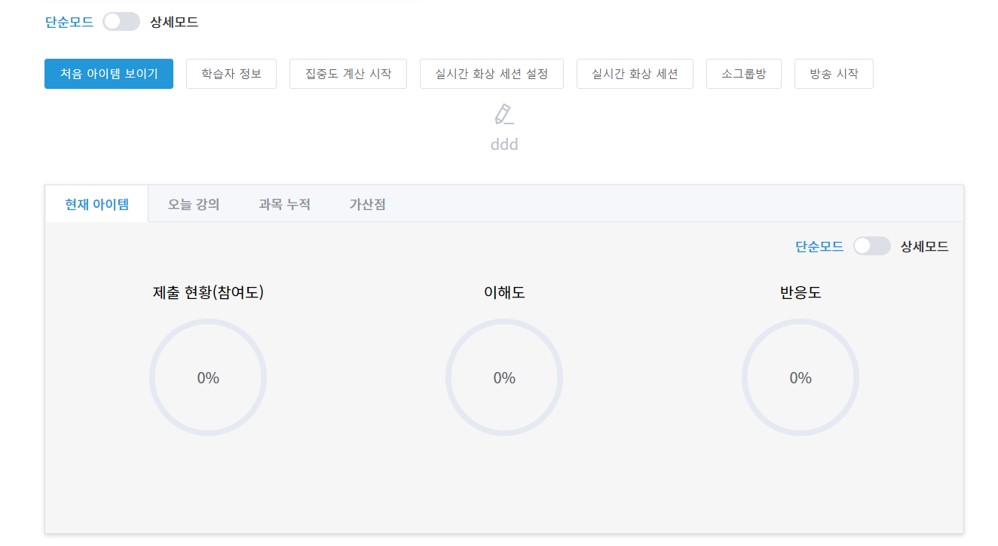 단순모드 상세모드
처음 아이템 보이기 학습자 정보 집중도 계산 시작 실시간 화상 세션 설정 실시간 화상 세션 소그룹방 방송 시작
ddd
현재 아이템 오늘 강의 과목 누적 가산점
단순모드 상세모드
제출 현황(참여도) 이해도 반응도
0% 0% 0%